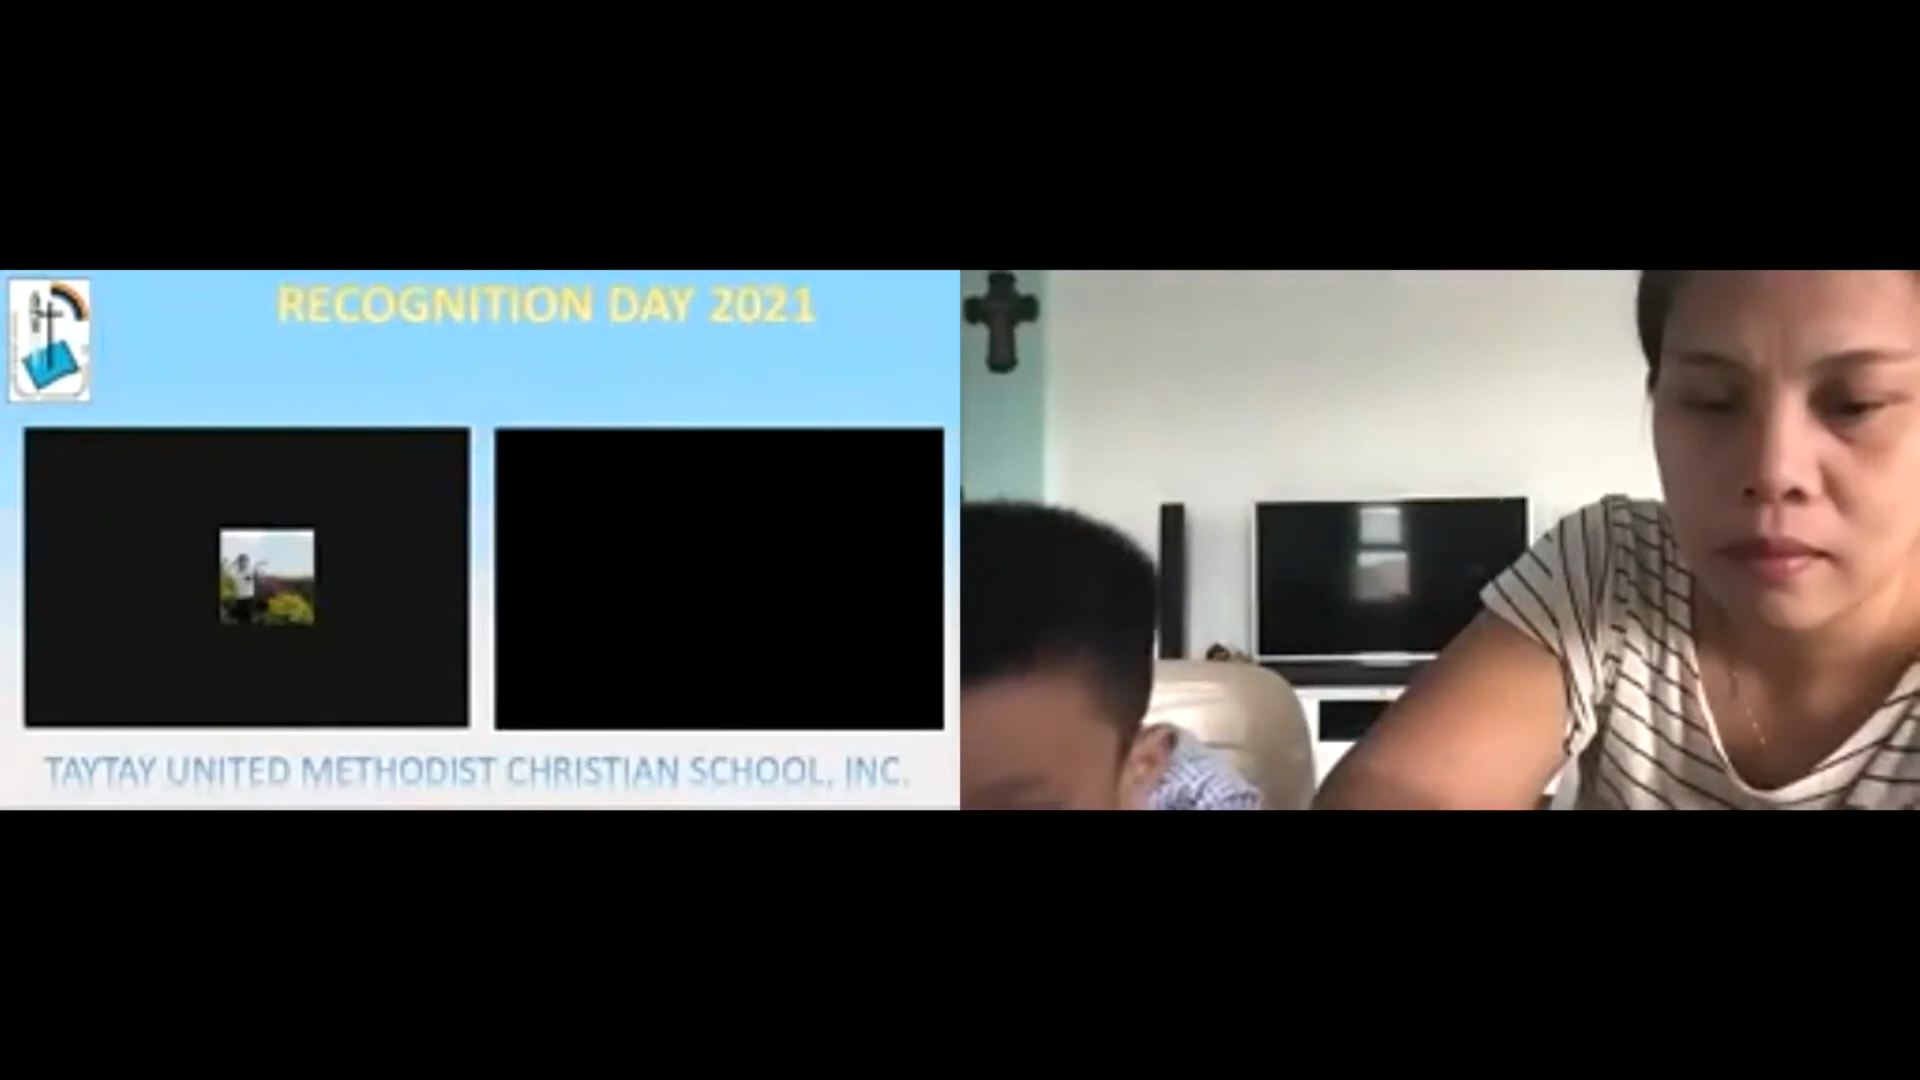 RECOGNITION DAY 2021
TAYTAY UNITED METHODIST CHRISTIAN SCHOOL, INC.